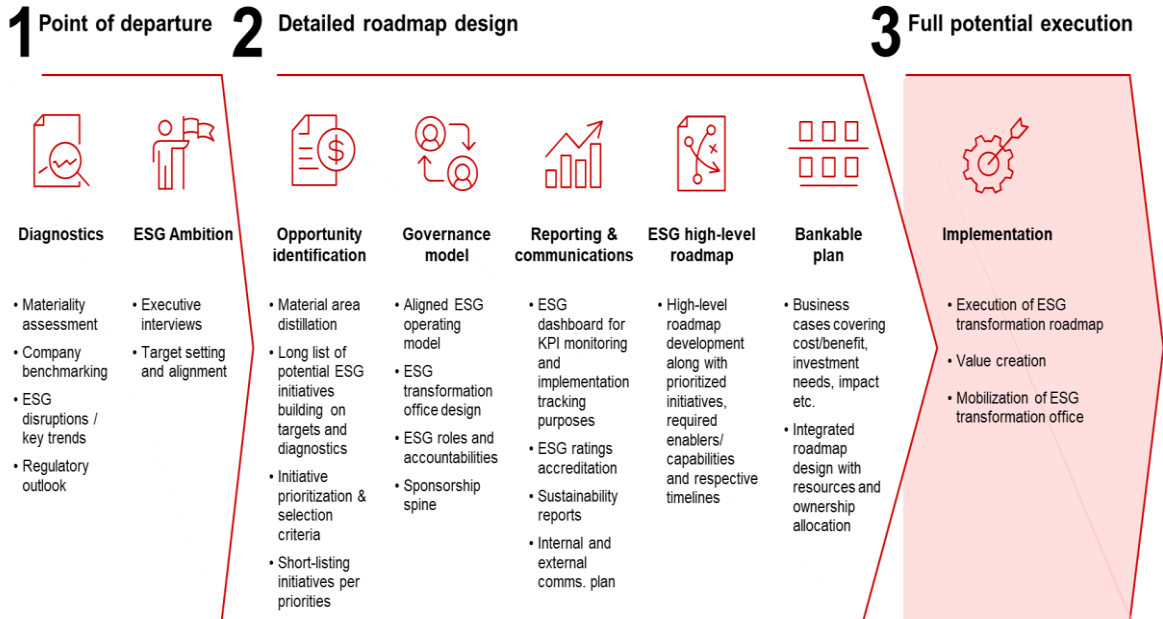 1 Point of departure
2 Detailed roadmap design
3 Full potential execution
$
Diagnostics
• Materiality
assessment
• Company
benchmarking
• ESG
disruptions /
key trends
• Regulatory
outlook
ESG Ambition
• Executive
interviews
• Target setting
and alignment
Opportunity
identification
• Material area
distillation
• Long list of
potential ESG
initiatives
building on
targets and
diagnostics
• Initiative
prioritization &
selection
criteria
• Short-listing
initiatives per
priorities
Governance
model
• Aligned ESG
operating
model
• ESG
transformation
office design
• ESG roles and
accountabilities
• Sponsorship
spine
Reporting &
communications
• ESG
dashboard for
KPI monitoring
and
implementation
tracking
purposes
• ESG ratings
accreditation
• Sustainability
reports
• Internal and
external
comms. plan
ESG high-level
roadmap
• High-level
roadmap
development
along with
prioritized
initiatives,
required
enablers/
capabilities
and respective
timelines
Bankable
plan
• Business
cases covering
cost/benefit,
investment
needs, impact
etc.
• Integrated
roadmap
design with
resources and
ownership
allocation
Implementation
• Execution of ESG
transformation roadmap
• Value creation
• Mobilization of ESG
transformation office